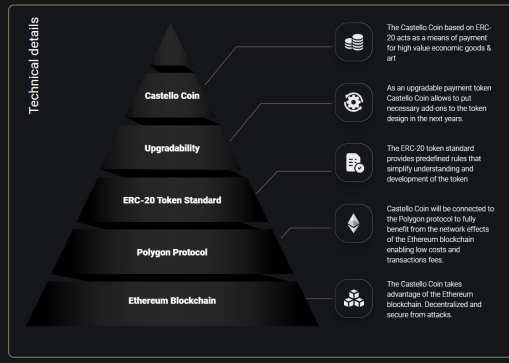 Technical details
Castello Coin
Upgradability
ERC-20 Token Standard
Polygon Protocol
Ethereum Blockchain
The Castello Coin based on ERC-
20 acts as a means of payment
for high value economic goods &
art
As an upgradable payment token
Castello Coin allows to put
necessary add-ons to the token
design in the next years.
The ERC-20 token standard
provides predefined rules that
simplify understanding and
development of the token
Castello Coin will be connected to
the Polygon protocol to fully
benefit from the network effects
of the Ethereum blockchain
enabling low costs and
transactions fees.
The Castello Coin takes
advantage of the Ethereum
blockchain. Decentralized and
secure from attacks.